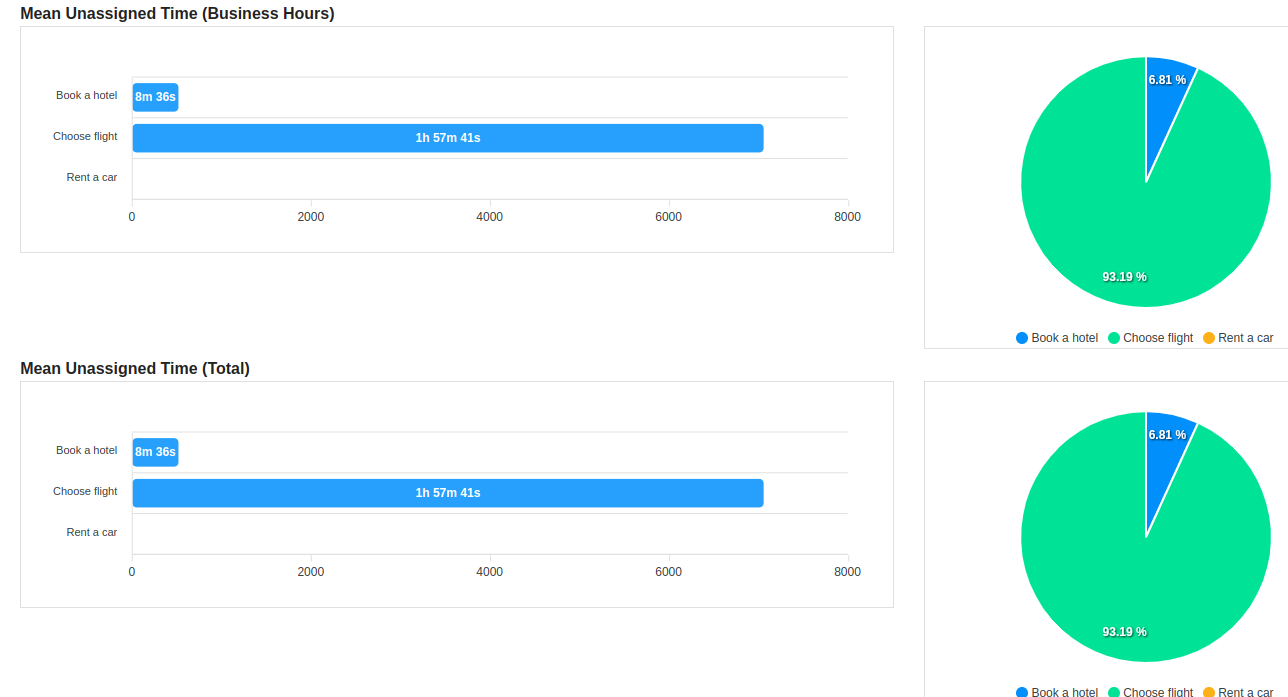 Mean Unassigned Time (Business Hours)
Book a hotel
8m 36s
Choose flight
1h 57m 41s
Rent a car
0 2000 4000 6000 8000
6.81 %
93.19 %
Book a hotel Choose flight Rent a car
Mean Unassigned Time (Total)
Book a hotel
8m 36s
Choose flight
1h 57m 41s
Rent a car
0 2000 4000 6000 8000
6.81 %
93.19 %
Book a hotel Choose flight Rent a car